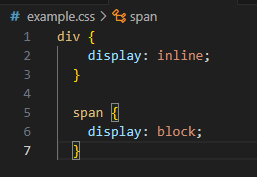 # example.css > span
1 div {
2     display: inline;
3   }
4
5   span {
6     display: block;
7   }